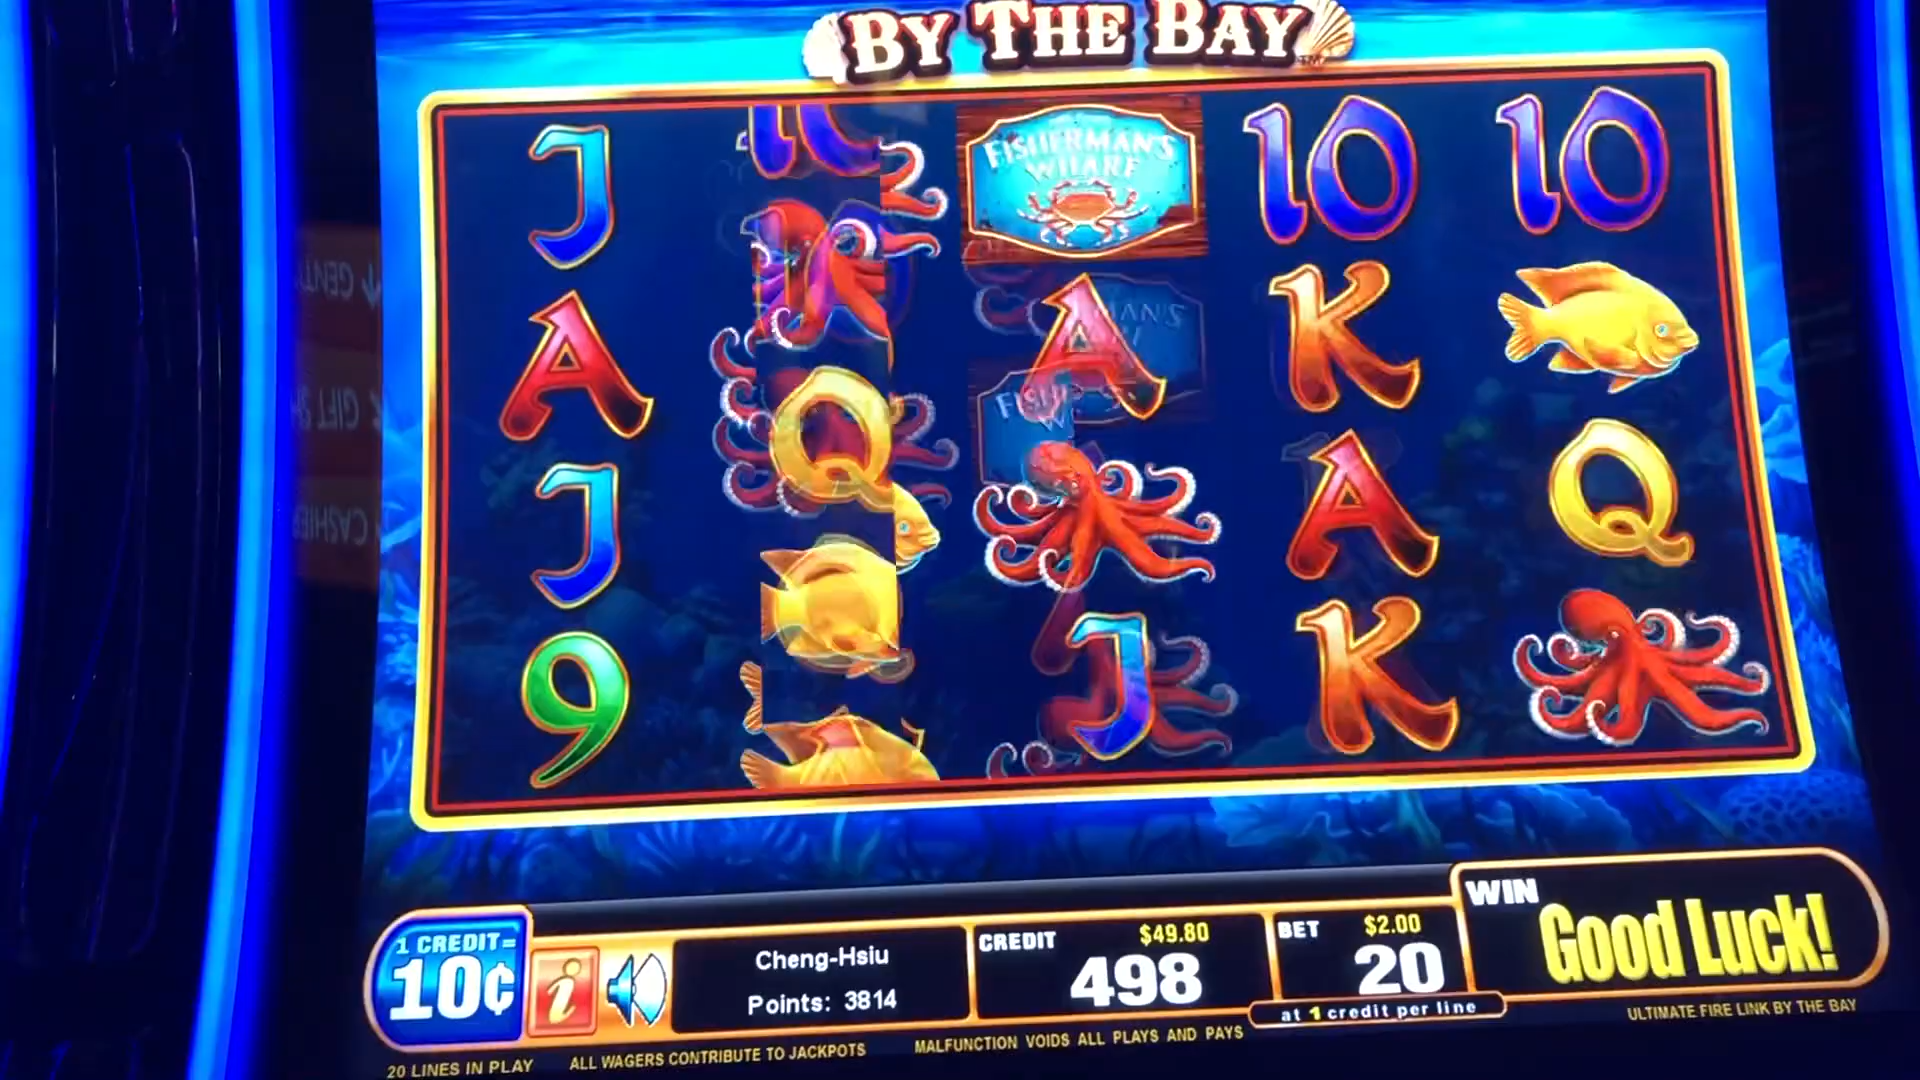 BY THE BAY
J 10 FISHERMAN'S WHARF 10 10
A A K
J Q A Q
9 J K
1 CREDIT=
10¢
i
Cheng-Hsiu
Points: 3814
CREDIT $49.80
498
BET $2.00
20
at 1 credit per line
WIN
Good Luck!
20 LINES IN PLAY
ALL WAGERS CONTRIBUTE TO JACKPOTS
MALFUNCTION VOIDS ALL PLAYS AND PAYS
ULTIMATE FIRE LINK BY THE BAY